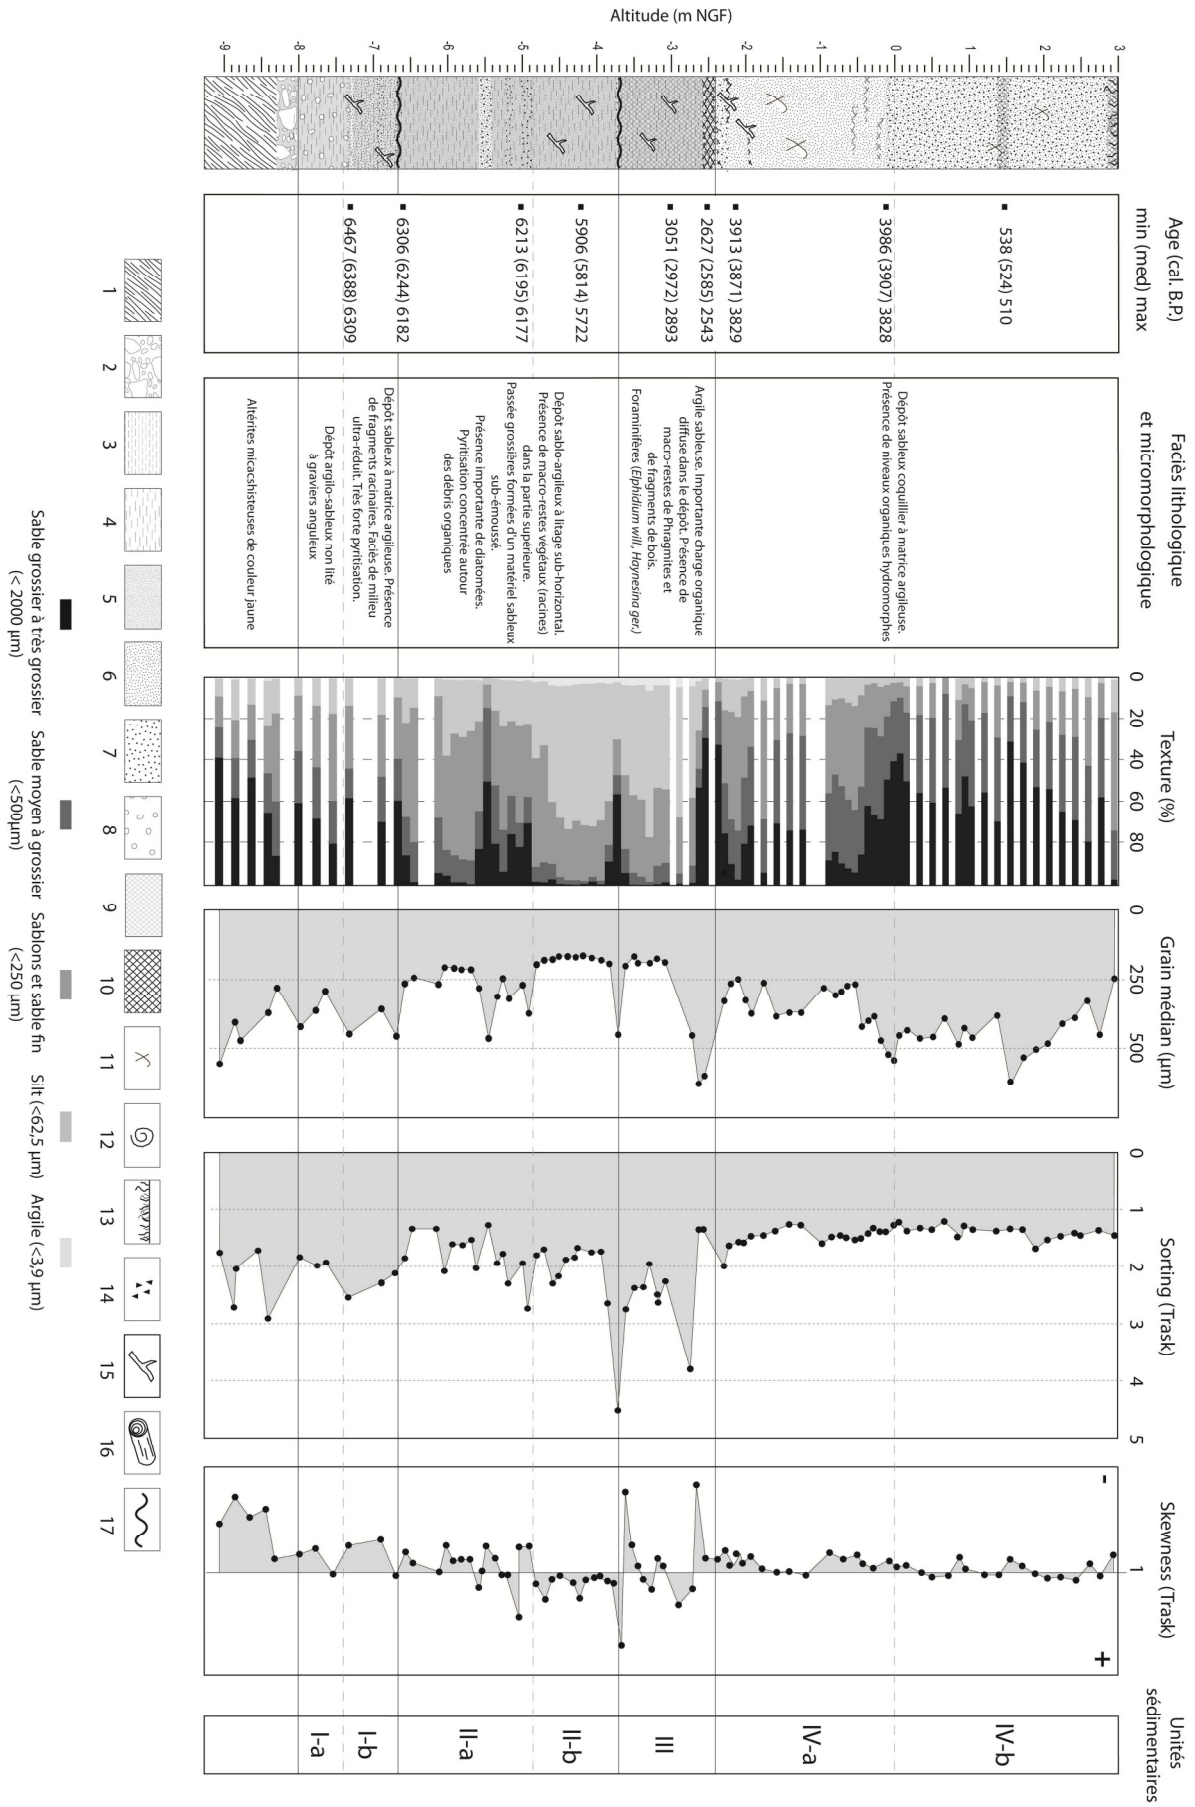 Altitude (m NGF)
3
2
1
0
-1
-2
-3
-4
-5
-6
-7
-8
-9
Age (cal. B.P.)
min (med) max
538 (524) 510
3986 (3907) 3828
3913 (3871) 3829
2627 (2585) 2543
3051 (2972) 2893
5906 (5814) 5722
6213 (6195) 6177
6306 (6244) 6182
6467 (6388) 6309
Faciès lithologique
et micromorphologique
Dépôt sableux coquillier à matrice argileuse.
Présence de niveaux organiques hydromorphes
Argile sableuse. Importante charge organique
diffuse dans le dépôt. Présence de
macro-restes de Phragmites et
de fragments de bois.
Foraminifères (Elphidium will, Haynesina ger.)
Dépôt sablo-argileux à litage sub-horizontal.
Présence de macro-restes vegétaux (racines)
dans la partie superieure.
Passée grossières formées d'un matériel sableux
sub-émoussé.
Présence importante de diatomées.
Pyritisation concentrée autour
des débris organiques
Dépôt sableux à matrice argileuse. Présence
de fragments racinaires. Faciès de milieu
ultra-réduit. Très forte pyritisation.
Dépôt argilo-sableux non lité
à graviers anguleux
Altérites micaschisteuses de couleur jaune
Texture (%)
0
20
40
60
80
Grain médian (µm)
0
250
500
Sorting (Trask)
0
1
2
3
4
5
Skewness (Trask)
-
1
+
Unités
sédimentaires
IV-b
IV-a
III
II-b
II-a
I-b
I-a
1
2
3
4
5
6
7
8
9
10
11
12
13
14
15
16
17
Sable grossier à très grossier
(< 2000 µm)
Sable moyen à grossier
(<500µm)
Sablons et sable fin
(<250 µm)
Silt (<62,5 µm)
Argile (<3,9 µm)